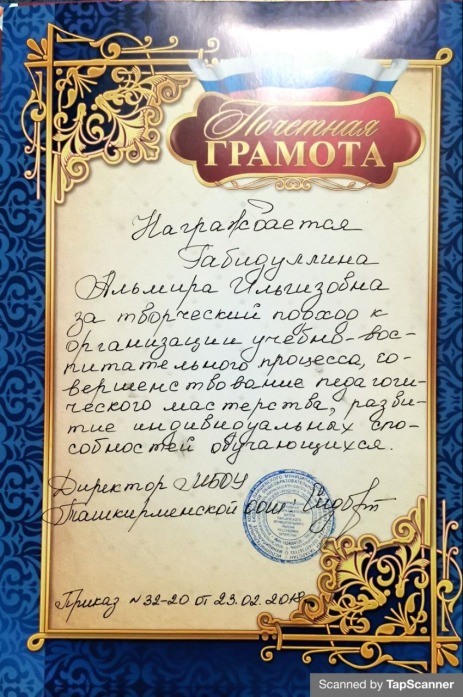 Почетная
ГРАМОТА
Награждается
Габидуллина
Альмира Ильгизовна
за творческий подход к
организации учебно-вос-
питательного процесса, со-
вершенствование педагоги-
ческого мастерства, разви-
тие индивидуальных спо-
собностей обучающихся.
Директор МБОУ
Ташкирменской сош:
Приказ N 32-20 от 23.02.2018
Scanned by TapScanner